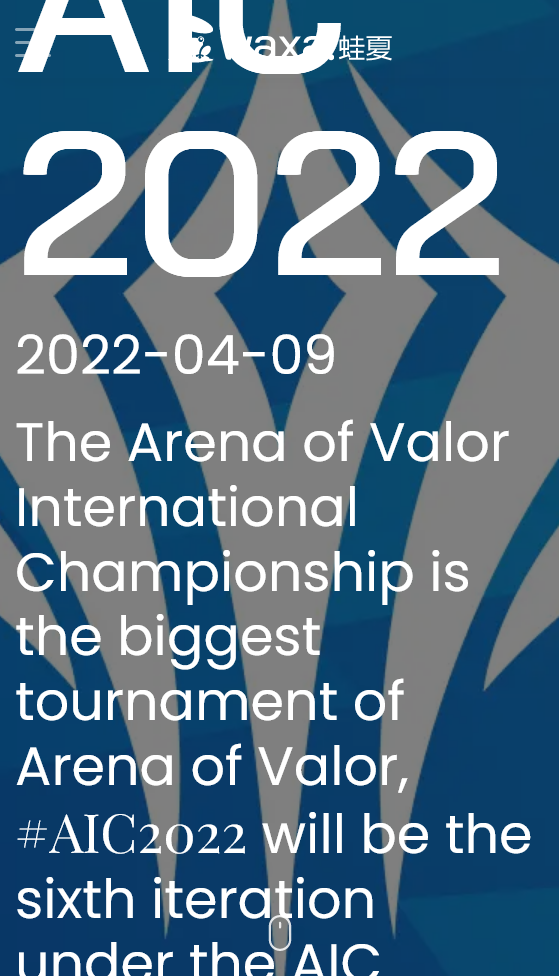 AIC
waxa!蛙夏
2022
2022-04-09
The Arena of Valor
International
Championship is
the biggest
tournament of
Arena of Valor,
#AIC2022 will be the
sixth iteration
under the AIC